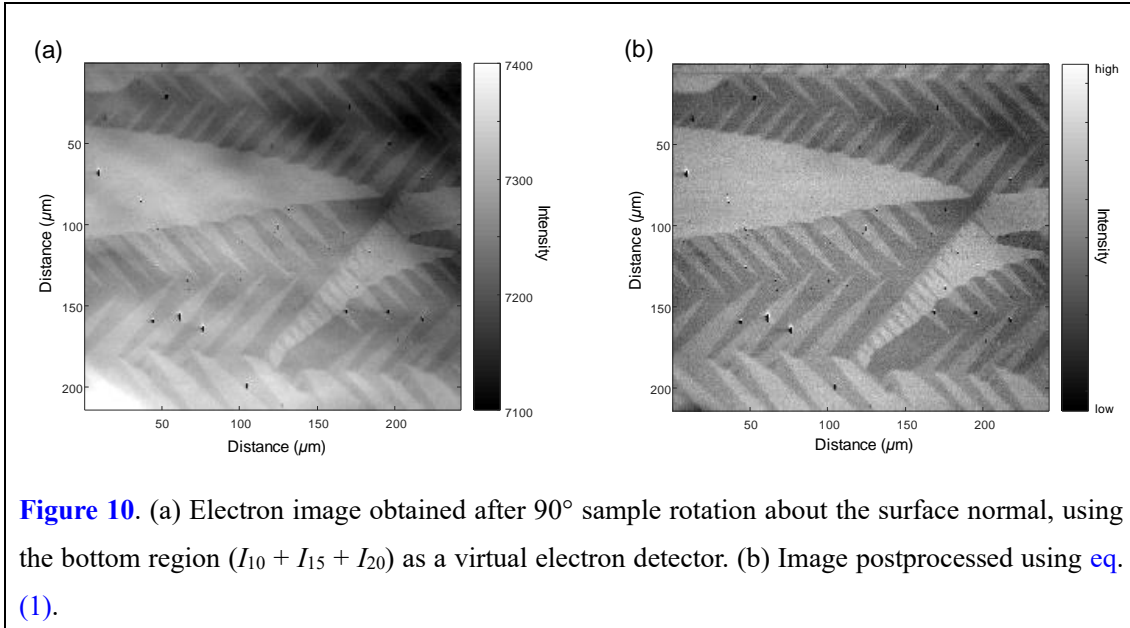 (a)
(b)
7400
7300
7200
7100
Intensity
50
100
150
200
Distance (µm)
50
100
150
200
Distance (µm)
high
low
Intensity
50
100
150
200
Distance (µm)
50
100
150
200
Distance (µm)
Figure 10. (a) Electron image obtained after 90° sample rotation about the surface normal, using
the bottom region (I10 + I15 + I20) as a virtual electron detector. (b) Image postprocessed using eq.
(1).